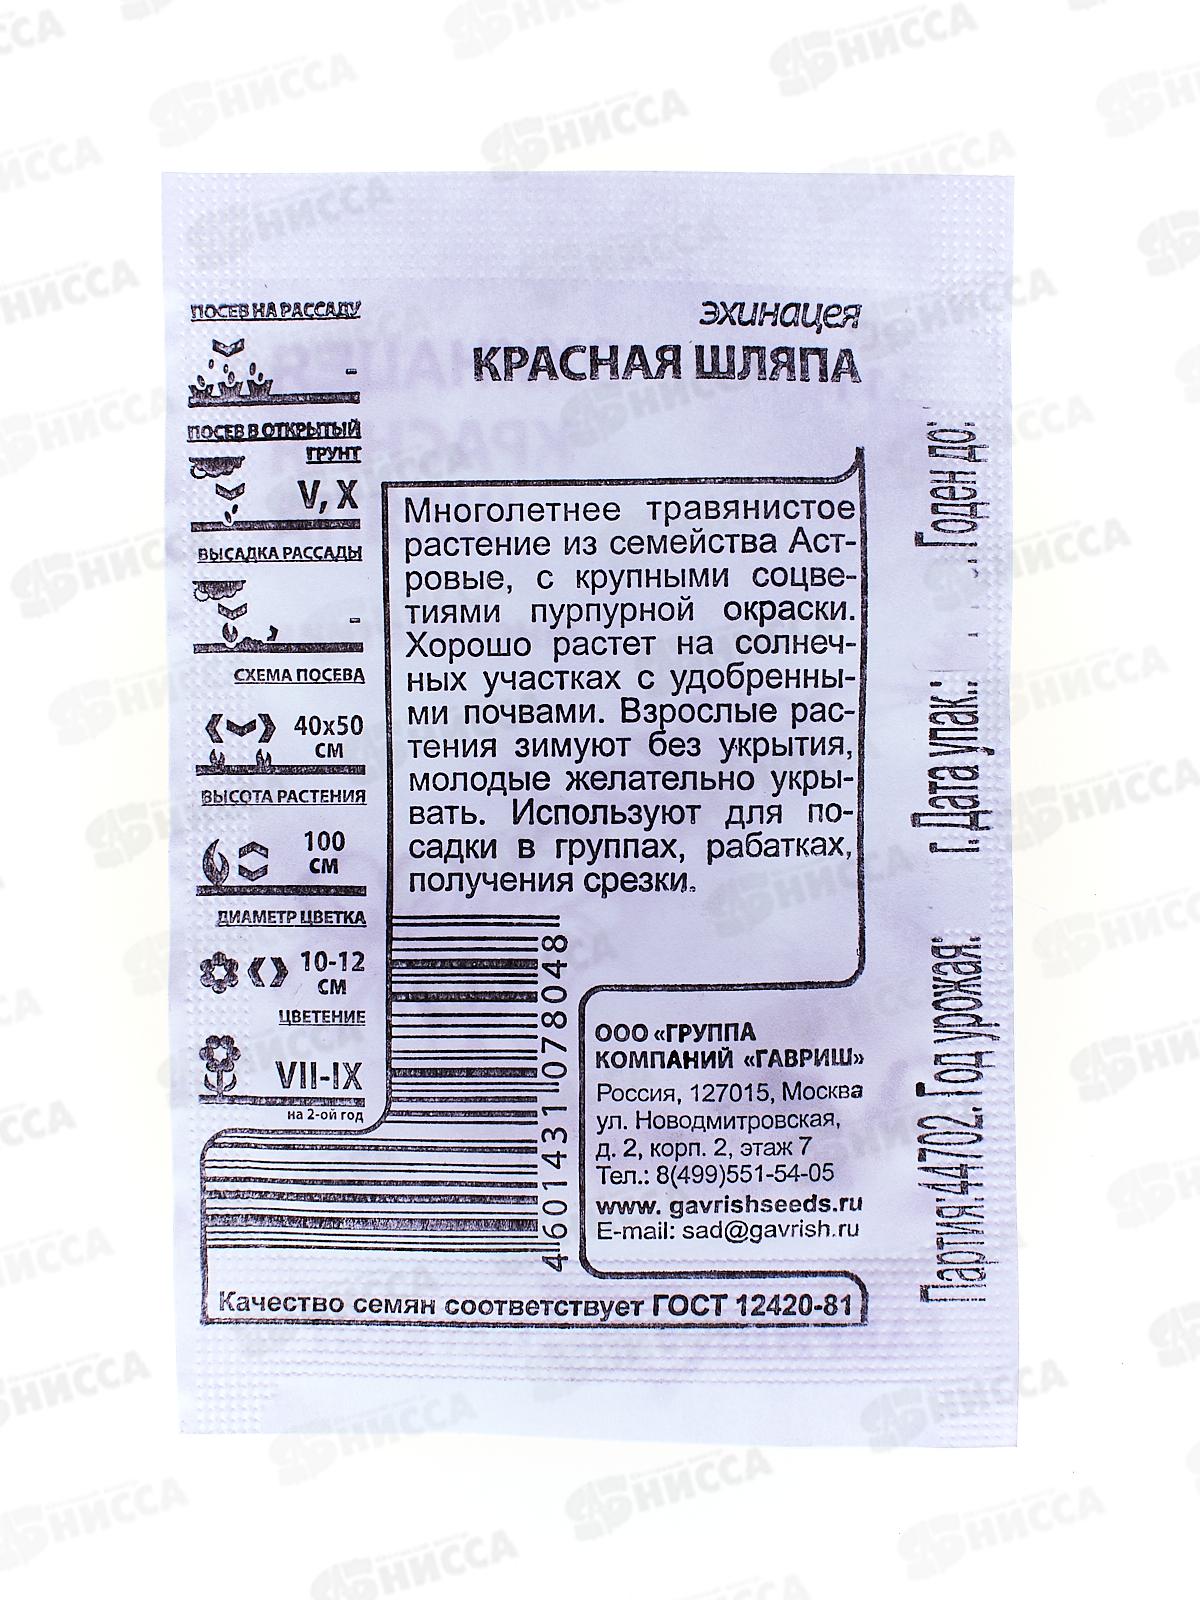 эхинацея
КРАСНАЯ ШЛЯПА
ПОСЕВ НА РАССАДУ
-
ПОСЕВ В ОТКРЫТЫЙ
ГРУНТ
V, X
ВЫСАДКА РАССАДЫ
-
СХЕМА ПОСЕВА
40х50
СМ
ВЫСОТА РАСТЕНИЯ
100
СМ
ДИАМЕТР ЦВЕТКА
10-12
СМ
ЦВЕТЕНИЕ
VII-IX
на 2-ой год
Многолетнее травянистое
растение из семейства Аст-
ровые, с крупными соцве-
тиями пурпурной окраски.
Хорошо растет на солнеч-
ных участках с удобренны-
ми почвами. Взрослые рас-
тения зимуют без укрытия,
молодые желательно укры-
вать. Используют для по-
садки в группах, рабатках,
получения срезки.
4 601431 078048
ООО «ГРУППА
КОМПАНИЙ «ГАВРИШ»
Россия, 127015, Москва
ул. Новодмитровская,
д. 2, корп. 2, этаж 7
Тел.: 8(499)551-54-05
www. gavrishseeds.ru
E-mail: sad@gavrish.ru
Качество семян соответствует ГОСТ 12420-81
Партия:44702. Год урожая: г. Дата упак.: Годен до:
НИССА